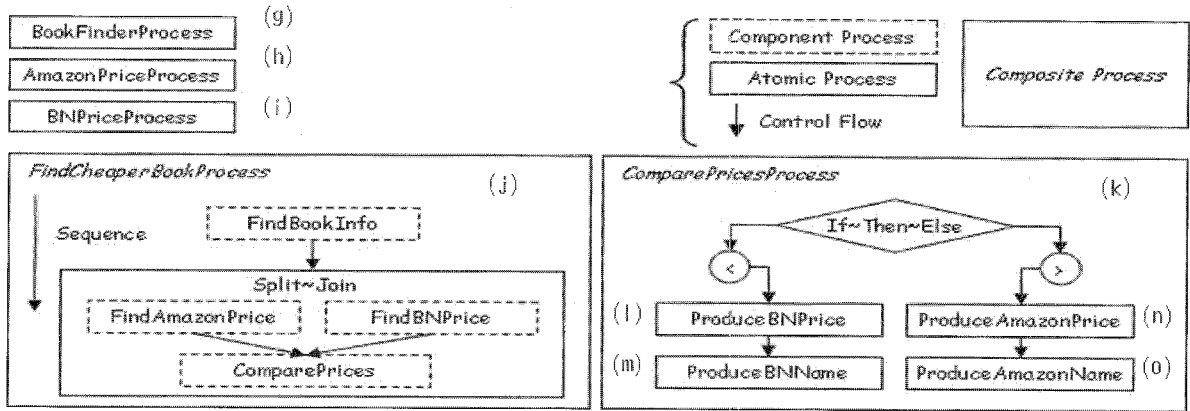 BookFinderProcess (g)
AmazonPriceProcess (h)
BNPriceProcess (i)
Component Process
Atomic Process
Control Flow
Composite Process
FindCheaperBookProcess (j)
Sequence
FindBookInfo
Split~Join
FindAmazonPrice FindBNPrice
ComparePrices
ComparePricesProcess (k)
If~Then~Else
< >
(l) ProduceBNPrice ProduceAmazonPrice (n)
(m) ProduceBNName ProduceAmazonName (o)